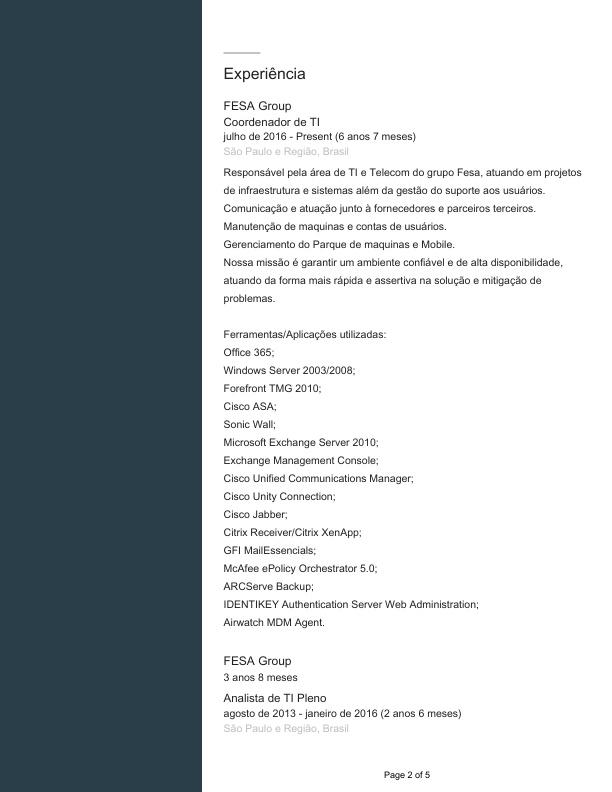 Experiência
FESA Group
Coordenador de TI
julho de 2016 - Present (6 anos 7 meses)
São Paulo e Região, Brasil
Responsável pela área de TI e Telecom do grupo Fesa, atuando em projetos
de infraestrutura e sistemas além da gestão do suporte aos usuários.
Comunicação e atuação junto à fornecedores e parceiros terceiros.
Manutenção de maquinas e contas de usuários.
Gerenciamento do Parque de maquinas e Mobile.
Nossa missão é garantir um ambiente confiável e de alta disponibilidade,
atuando da forma mais rápida e assertiva na solução e mitigação de
problemas.
Ferramentas/Aplicações utilizadas:
Office 365;
Windows Server 2003/2008;
Forefront TMG 2010;
Cisco ASA;
Sonic Wall;
Microsoft Exchange Server 2010;
Exchange Management Console;
Cisco Unified Communications Manager;
Cisco Unity Connection;
Cisco Jabber;
Citrix Receiver/Citrix XenApp;
GFI MailEssencials;
McAfee ePolicy Orchestrator 5.0;
ARCServe Backup;
IDENTIKEY Authentication Server Web Administration;
Airwatch MDM Agent.
FESA Group
3 anos 8 meses
Analista de TI Pleno
agosto de 2013 - janeiro de 2016 (2 anos 6 meses)
São Paulo e Região, Brasil
Page 2 of 5